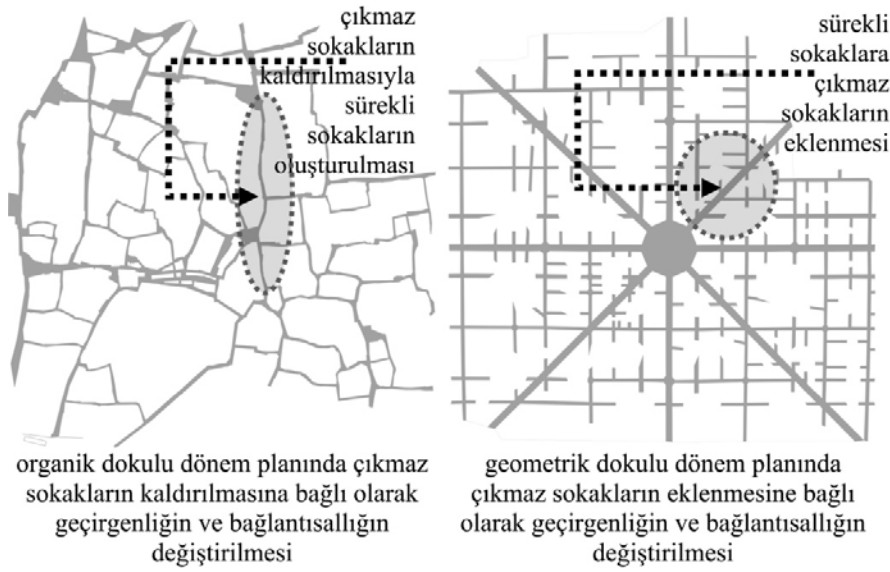 çıkmaz
sokakların
kaldırılmasıyla
sürekli
sokakların
oluşturulması
sürekli
sokaklara
çıkmaz
sokakların
eklenmesi
organik dokulu dönem planında çıkmaz
sokakların kaldırılmasına bağlı olarak
geçirgenliğin ve bağlantısallığın
değiştirilmesi
geometrik dokulu dönem planında
çıkmaz sokakların eklenmesine bağlı
olarak geçirgenliğin ve bağlantısallığın
değiştirilmesi